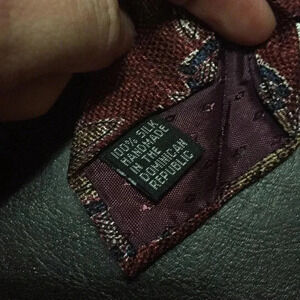 100% SILK
HANDMADE
IN THE
DOMINICAN
REPUBLIC